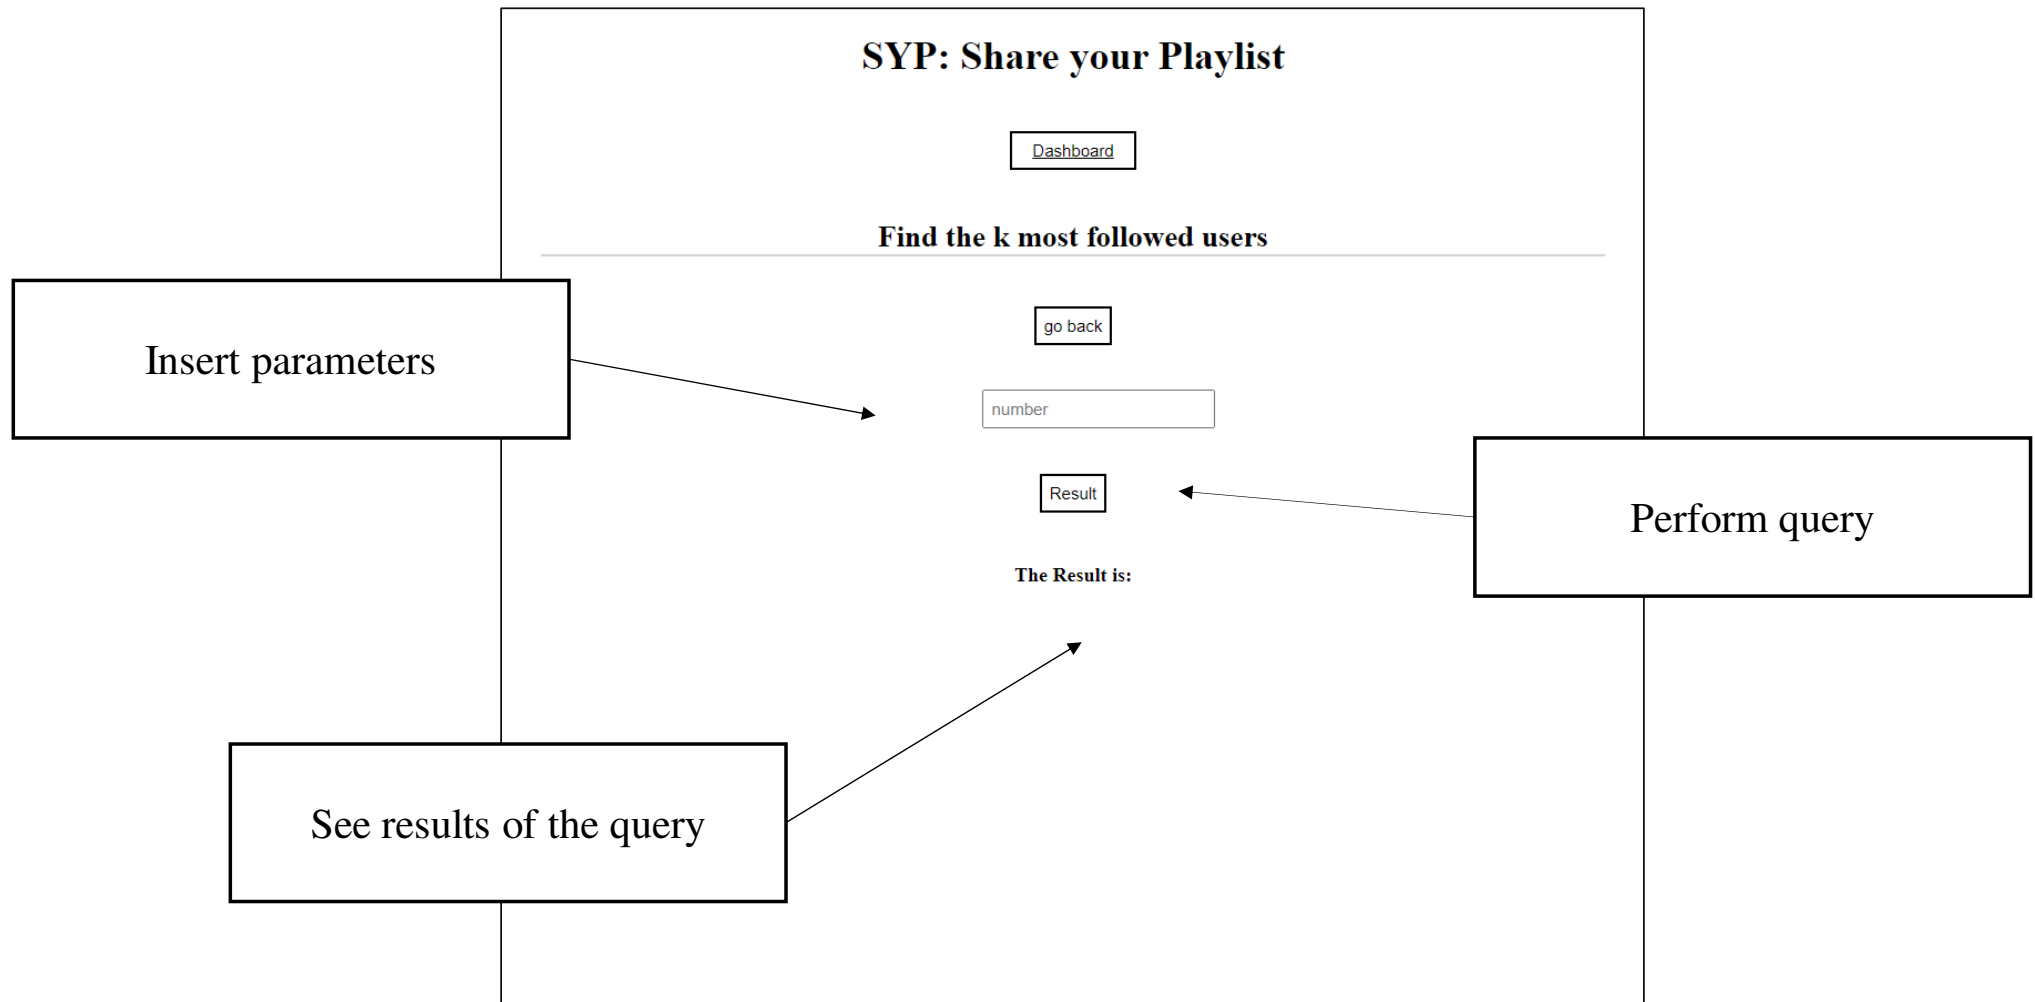 SYP: Share your Playlist
Dashboard
Find the k most followed users
go back
Insert parameters
number
Result
Perform query
The Result is:
See results of the query